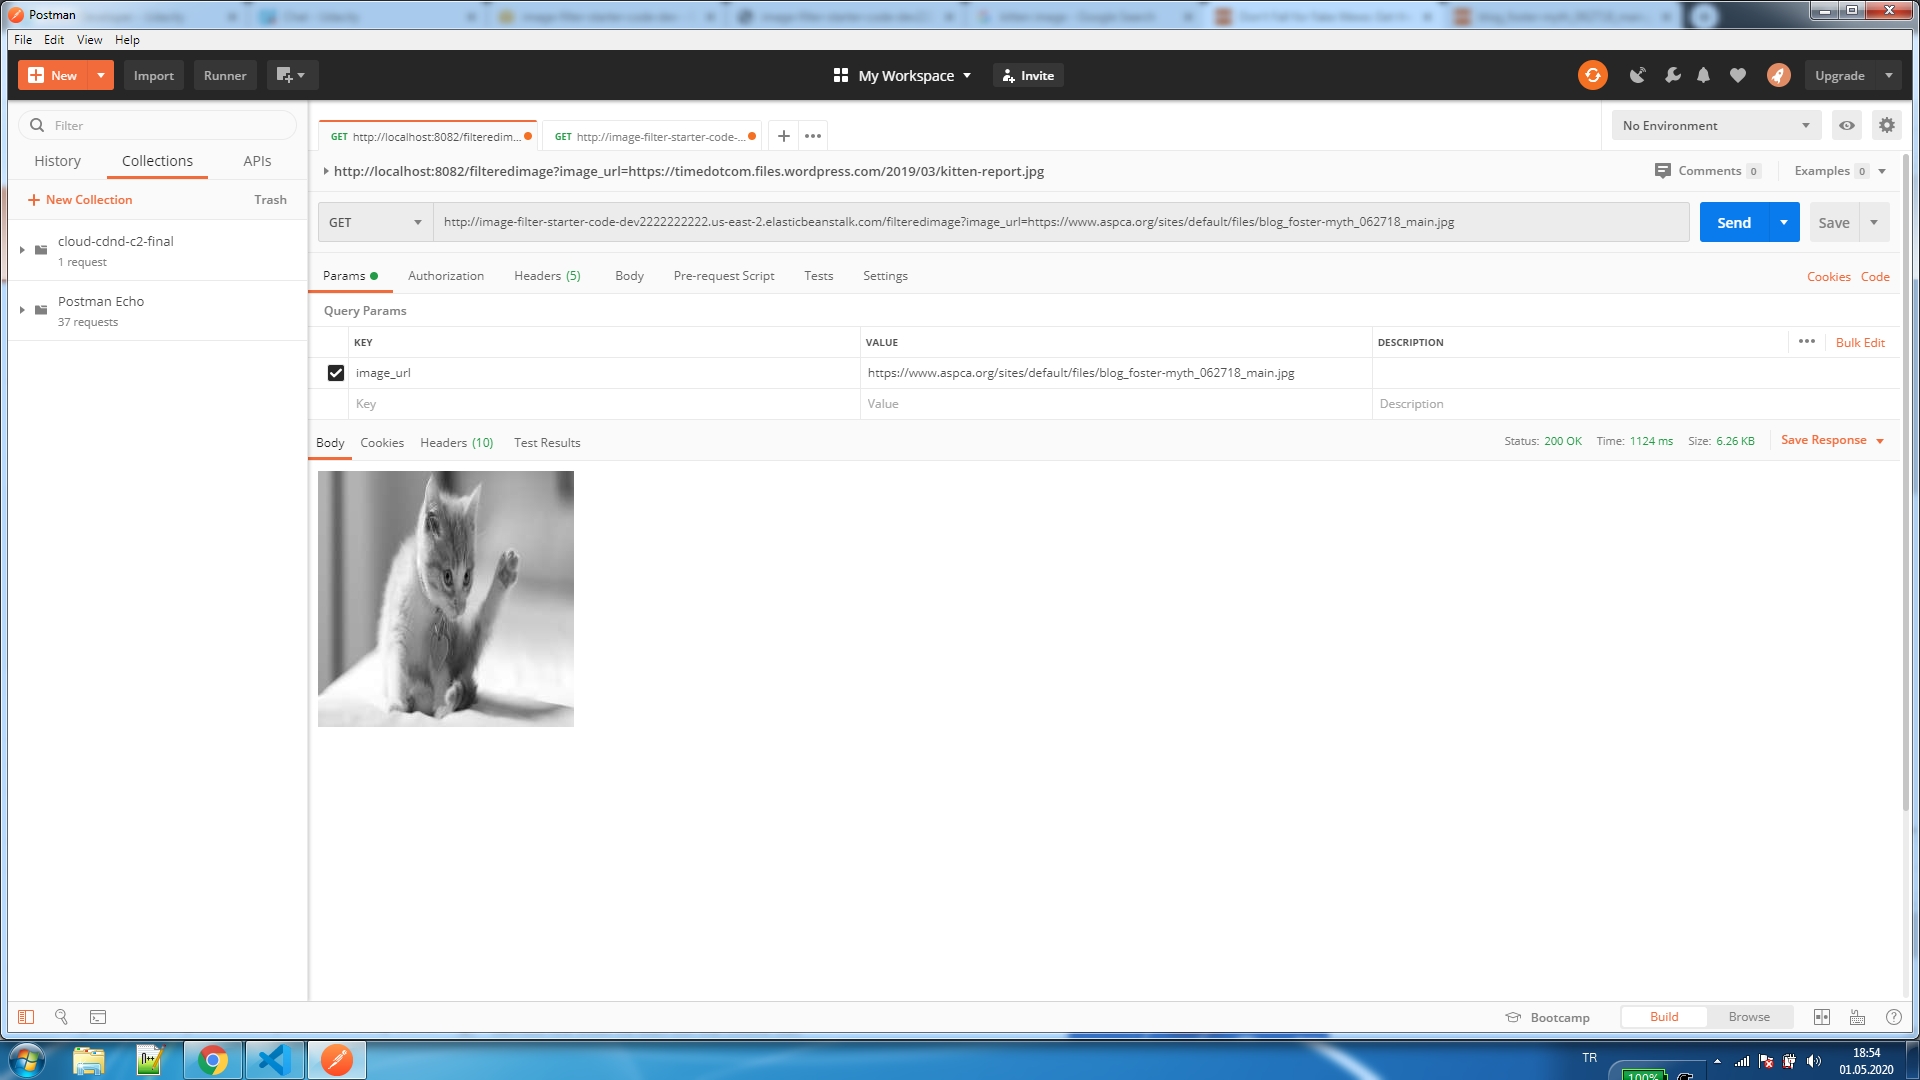 Postman
File Edit View Help
New Import Runner My Workspace Invite Upgrade
Filter
History Collections APIs
New Collection Trash
cloud-cdnd-c2-final
1 request
Postman Echo
37 requests
GET http://localhost:8082/filteredim... GET http://image-filter-starter-code-... No Environment
http://localhost:8082/filteredimage?image_url=https://timedotcom.files.wordpress.com/2019/03/kitten-report.jpg Comments 0 Examples 0
GET http://image-filter-starter-code-dev2222222222.us-east-2.elasticbeanstalk.com/filteredimage?image_url=https://www.aspca.org/sites/default/files/blog_foster-myth_062718_main.jpg Send Save
Params Authorization Headers (5) Body Pre-request Script Tests Settings Cookies Code
Query Params
KEY VALUE DESCRIPTION Bulk Edit
image_url https://www.aspca.org/sites/default/files/blog_foster-myth_062718_main.jpg
Key Value Description
Body Cookies Headers (10) Test Results Status: 200 OK Time: 1124 ms Size: 6.26 KB Save Response
Bootcamp Build Browse
TR 100% 18:54
01.05.2020